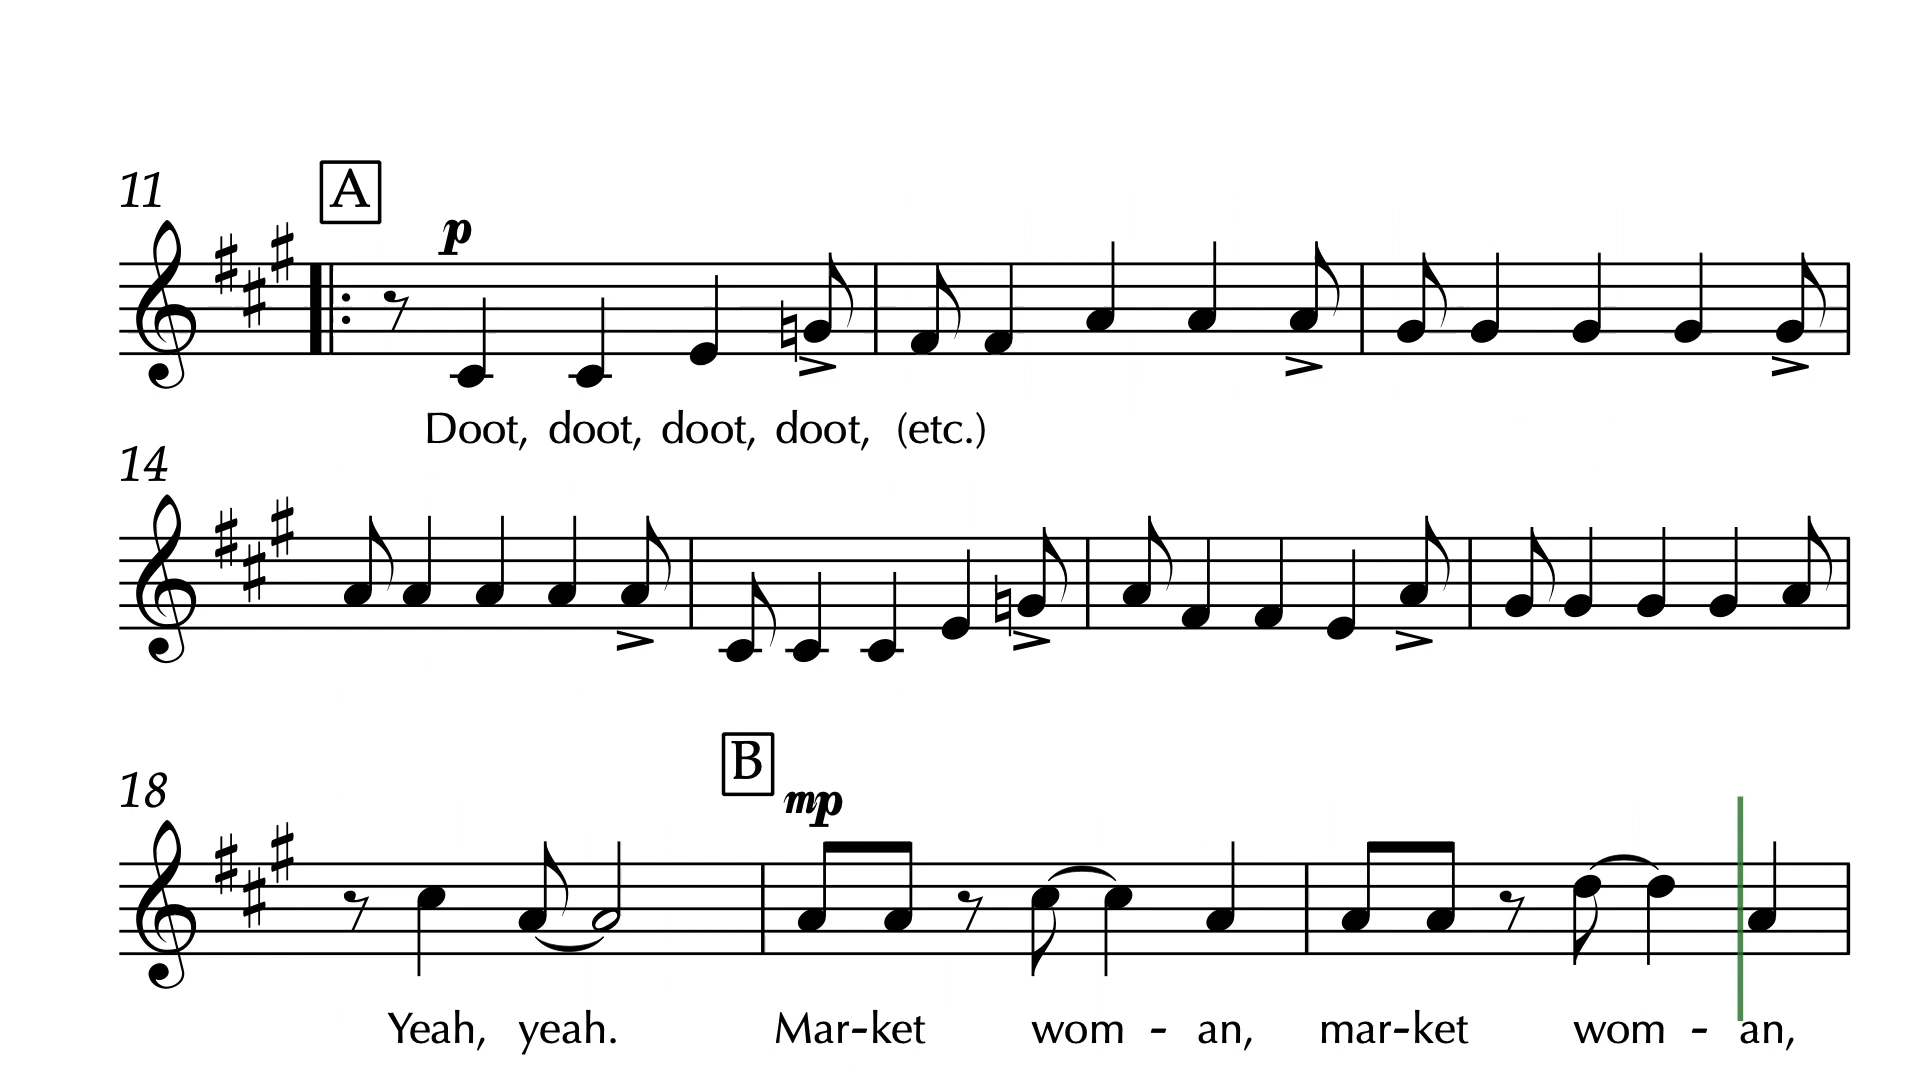 11 A
p
Doot, doot, doot, doot, (etc.)
14
B
18 mp
Yeah, yeah. Mar-ket wom - an, mar-ket wom - an,